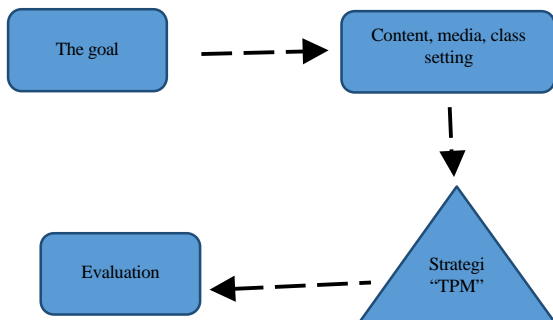 The goal
Content, media, class
setting
Strategi
“TPM”
Evaluation